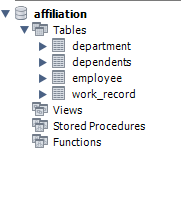 affiliation
Tables
department
dependents
employee
work_record
Views
Stored Procedures
Functions